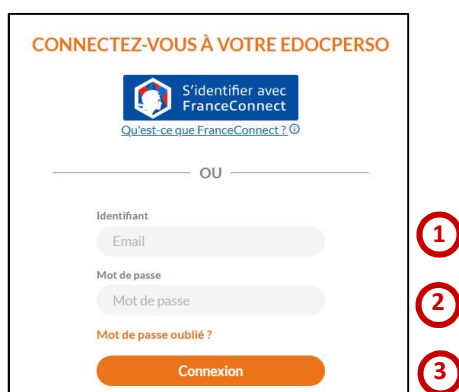 CONNECTEZ-VOUS À VOTRE EDOCPERSO
S'identifier avec
FranceConnect
Qu'est-ce que FranceConnect ?
OU
Identifiant
Email
1
Mot de passe
Mot de passe
2
Mot de passe oublié ?
Connexion
3